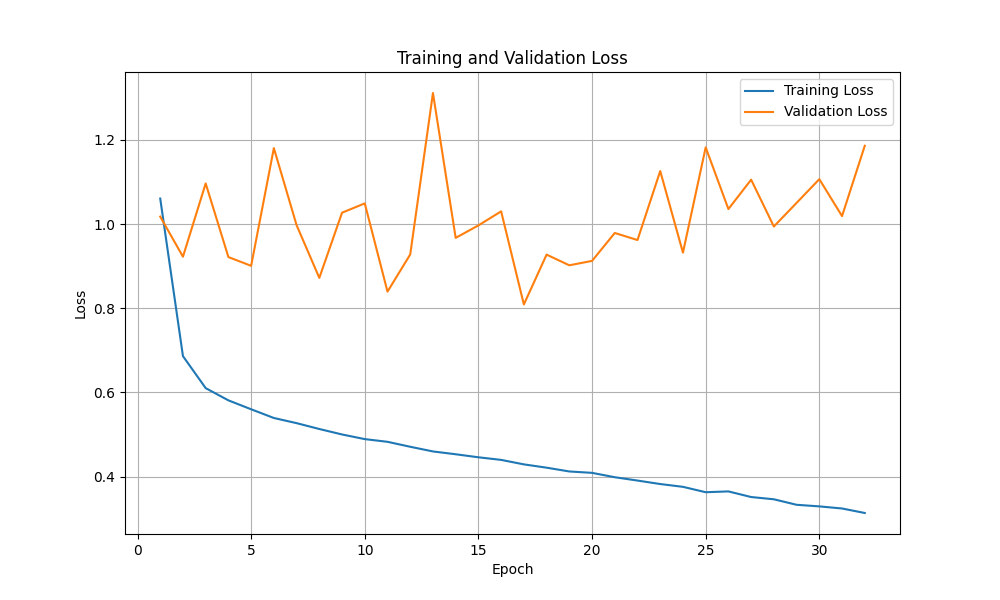 Training and Validation Loss
Training Loss
Validation Loss
1.2
1.0
0.8
0.6
0.4
Loss
0 5 10 15 20 25 30
Epoch